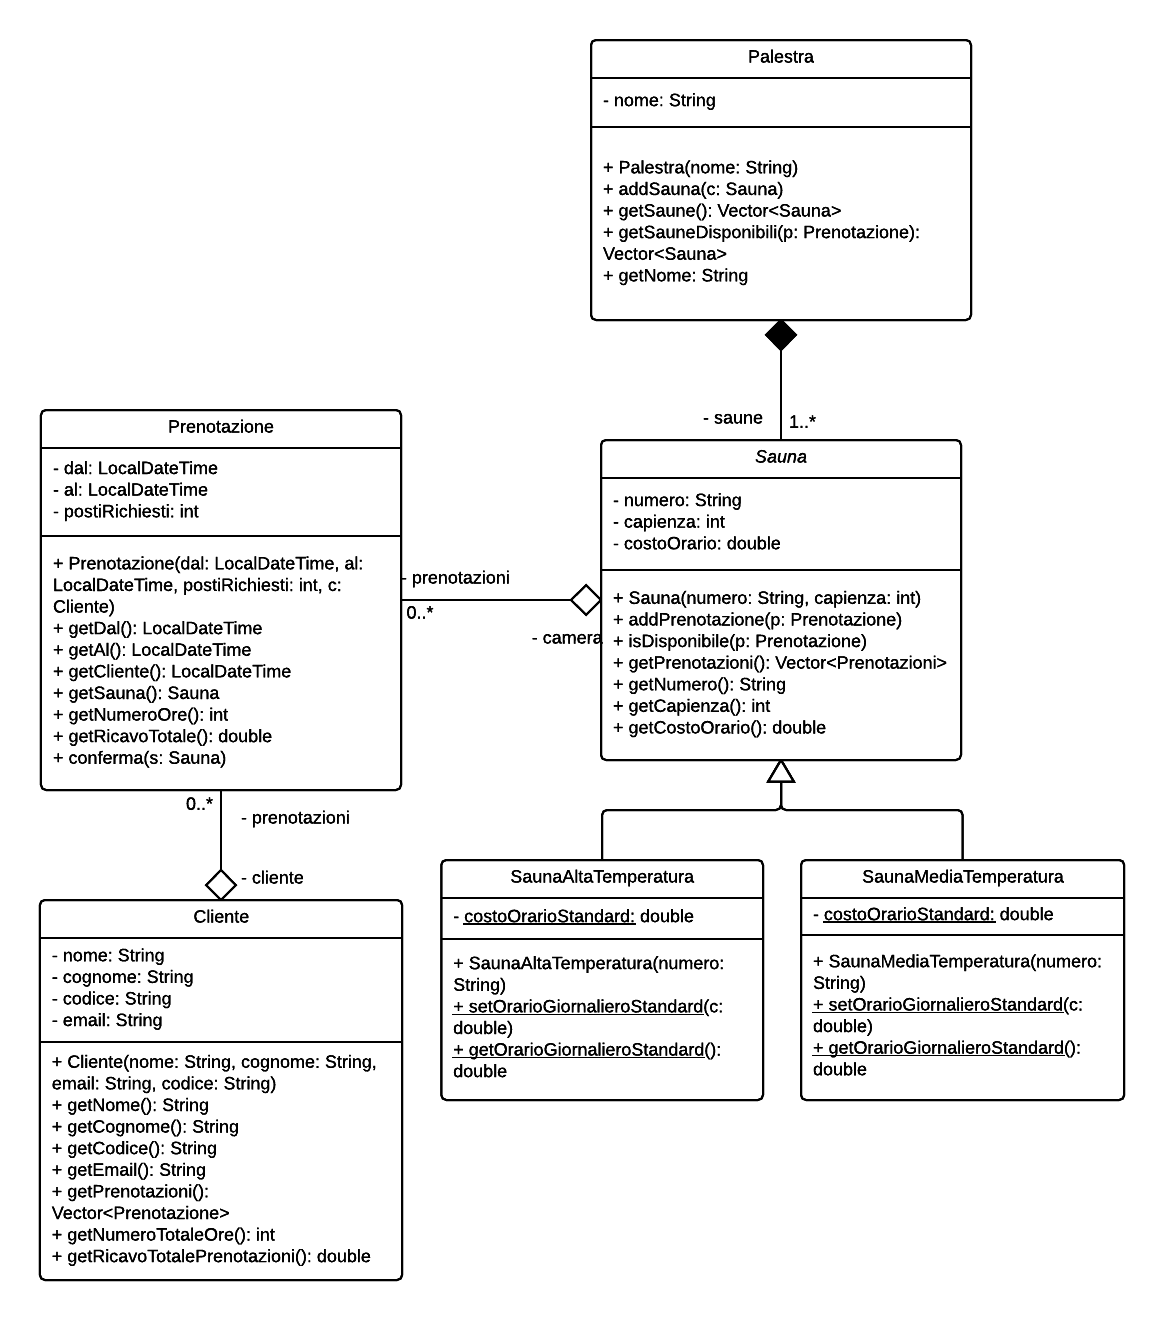 Palestra
- nome: String
+ Palestra(nome: String)
+ addSauna(c: Sauna)
+ getSaune(): Vector<Sauna>
+ getSauneDisponibili(p: Prenotazione):
Vector<Sauna>
+ getNome: String
- saune
1..*
Prenotazione
- dal: LocalDateTime
- al: LocalDateTime
- postiRichiesti: int
+ Prenotazione(dal: LocalDateTime, al:
LocalDateTime, postiRichiesti: int, c:
Cliente)
+ getDal(): LocalDateTime
+ getAl(): LocalDateTime
+ getCliente(): LocalDateTime
+ getSauna(): Sauna
+ getNumeroOre(): int
+ getRicavoTotale(): double
+ conferma(s: Sauna)
- prenotazioni
0..*
- camera
Sauna
- numero: String
- capienza: int
- costoOrario: double
+ Sauna(numero: String, capienza: int)
+ addPrenotazione(p: Prenotazione)
+ isDisponibile(p: Prenotazione)
+ getPrenotazioni(): Vector<Prenotazioni>
+ getNumero(): String
+ getCapienza(): int
+ getCostoOrario(): double
0..*
- prenotazioni
- cliente
Cliente
- nome: String
- cognome: String
- codice: String
- email: String
+ Cliente(nome: String, cognome: String,
email: String, codice: String)
+ getNome(): String
+ getCognome(): String
+ getCodice(): String
+ getEmail(): String
+ getPrenotazioni():
Vector<Prenotazione>
+ getNumeroTotaleOre(): int
+ getRicavoTotalePrenotazioni(): double
SaunaAltaTemperatura
- costoOrarioStandard: double
+ SaunaAltaTemperatura(numero:
String)
+ setOrarioGiornalieroStandard(c:
double)
+ getOrarioGiornalieroStandard():
double
SaunaMediaTemperatura
- costoOrarioStandard: double
+ SaunaMediaTemperatura(numero:
String)
+ setOrarioGiornalieroStandard(c:
double)
+ getOrarioGiornalieroStandard():
double